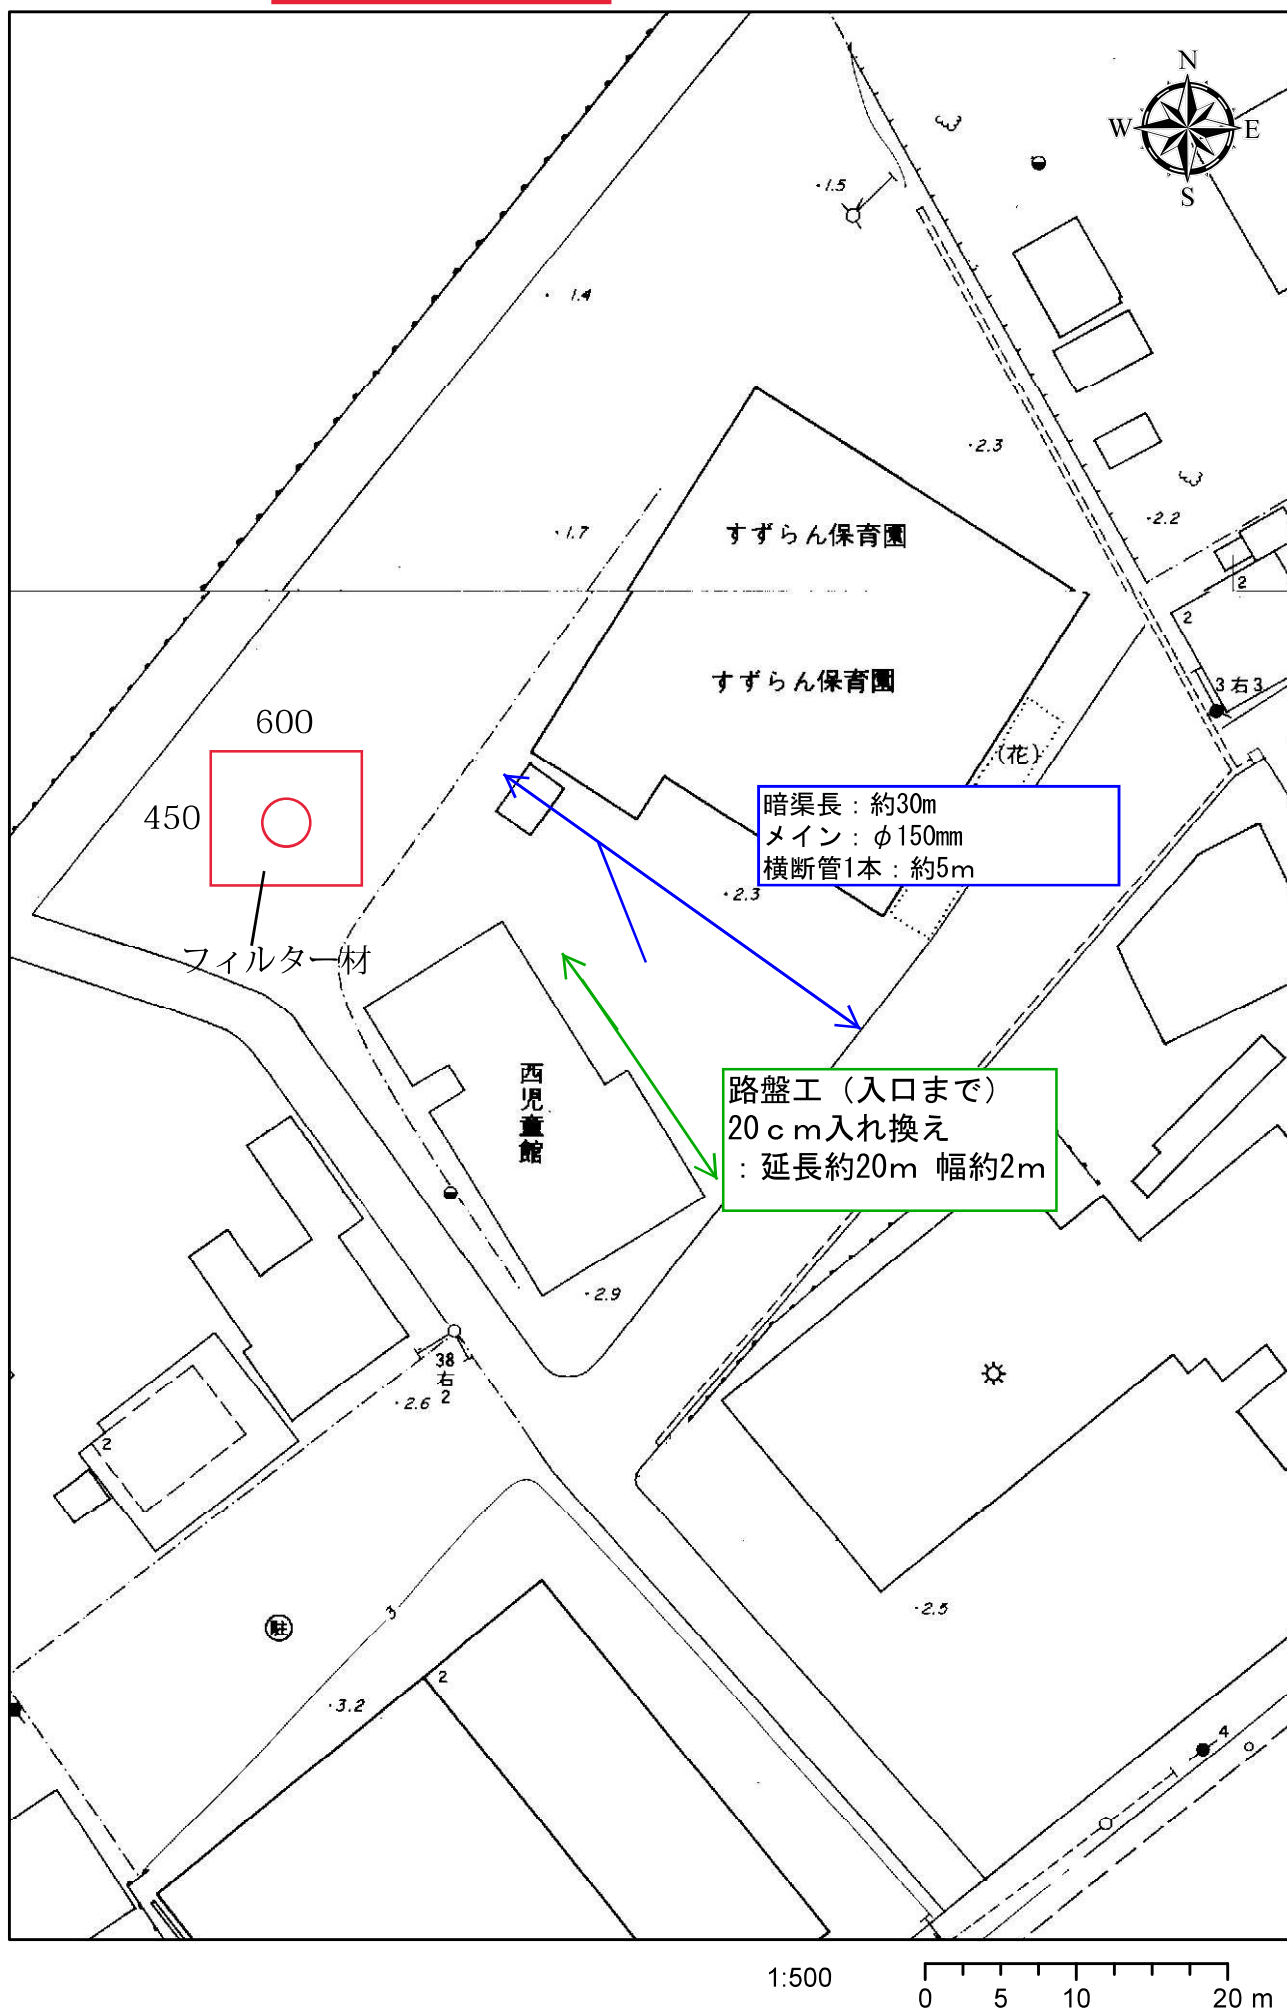 N
W E
S
1.5
1.4
2.3
1.7
2.2
すずらん保育園
すずらん保育園
2
2
3右3
600
450
(花)
暗渠長：約30m
メイン：φ150mm
横断管1本：約5m
2.3
フィルター材
西児童館
路盤工（入口まで）
20cm入れ換え
：延長約20m 幅約2m
2.9
38
右
2
2.6
2
3
2.5
駐
2
3.2
4
1:500
0 5 10 20 m